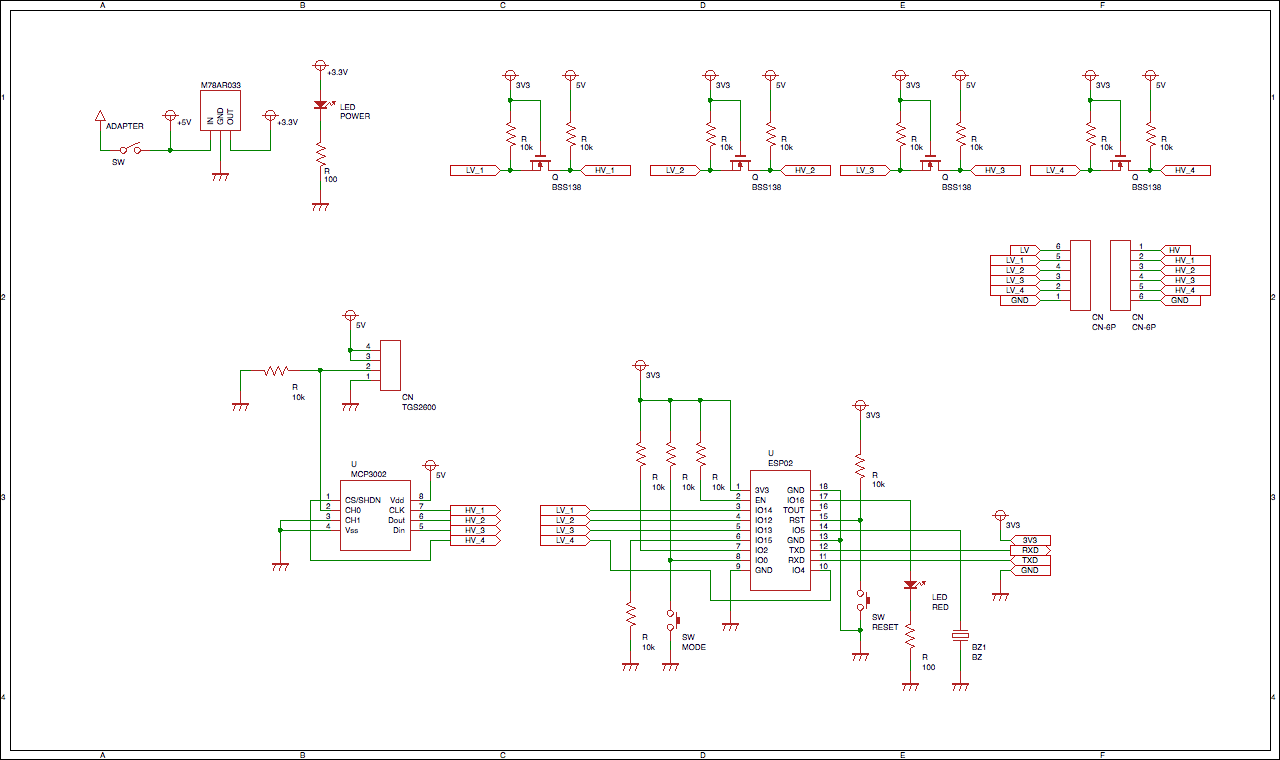 A B C D E F
1 1
2 2
3 3
4 4
A B C D E F
ADAPTER
SW
+5V
M78AR033
IN
GND
OUT
+3.3V
+3.3V
LED
POWER
R
100
3V3
5V
R
10k
R
10k
LV_1
HV_1
Q
BSS138
3V3
5V
R
10k
R
10k
LV_2
HV_2
Q
BSS138
3V3
5V
R
10k
R
10k
LV_3
HV_3
Q
BSS138
3V3
5V
R
10k
R
10k
LV_4
HV_4
Q
BSS138
LV 6
LV_1 5
LV_2 4
LV_3 3
LV_4 2
GND 1
CN
CN-6P
1 HV
2 HV_1
3 HV_2
4 HV_3
5 HV_4
6 GND
CN
CN-6P
5V
4
3
2
1
CN
TGS2600
R
10k
U
MCP3002
5V
1 CS/SHDN Vdd 8
2 CH0 CLK 7 HV_1
3 CH1 Dout 6 HV_2
4 Vss Din 5 HV_3
HV_4
3V3
R
10k
R
10k
R
10k
LV_1
LV_2
LV_3
LV_4
U
ESP02
1 3V3 GND 18
2 EN IO16 17
3 IO14 TOUT 16
4 IO12 RST 15
5 IO13 IO5 14
6 IO15 GND 13
7 IO2 TXD 12
8 IO0 RXD 11
9 GND IO4 10
R
10k
SW
MODE
3V3
R
10k
SW
RESET
LED
RED
R
100
BZ1
BZ
3V3
3V3
RXD
TXD
GND